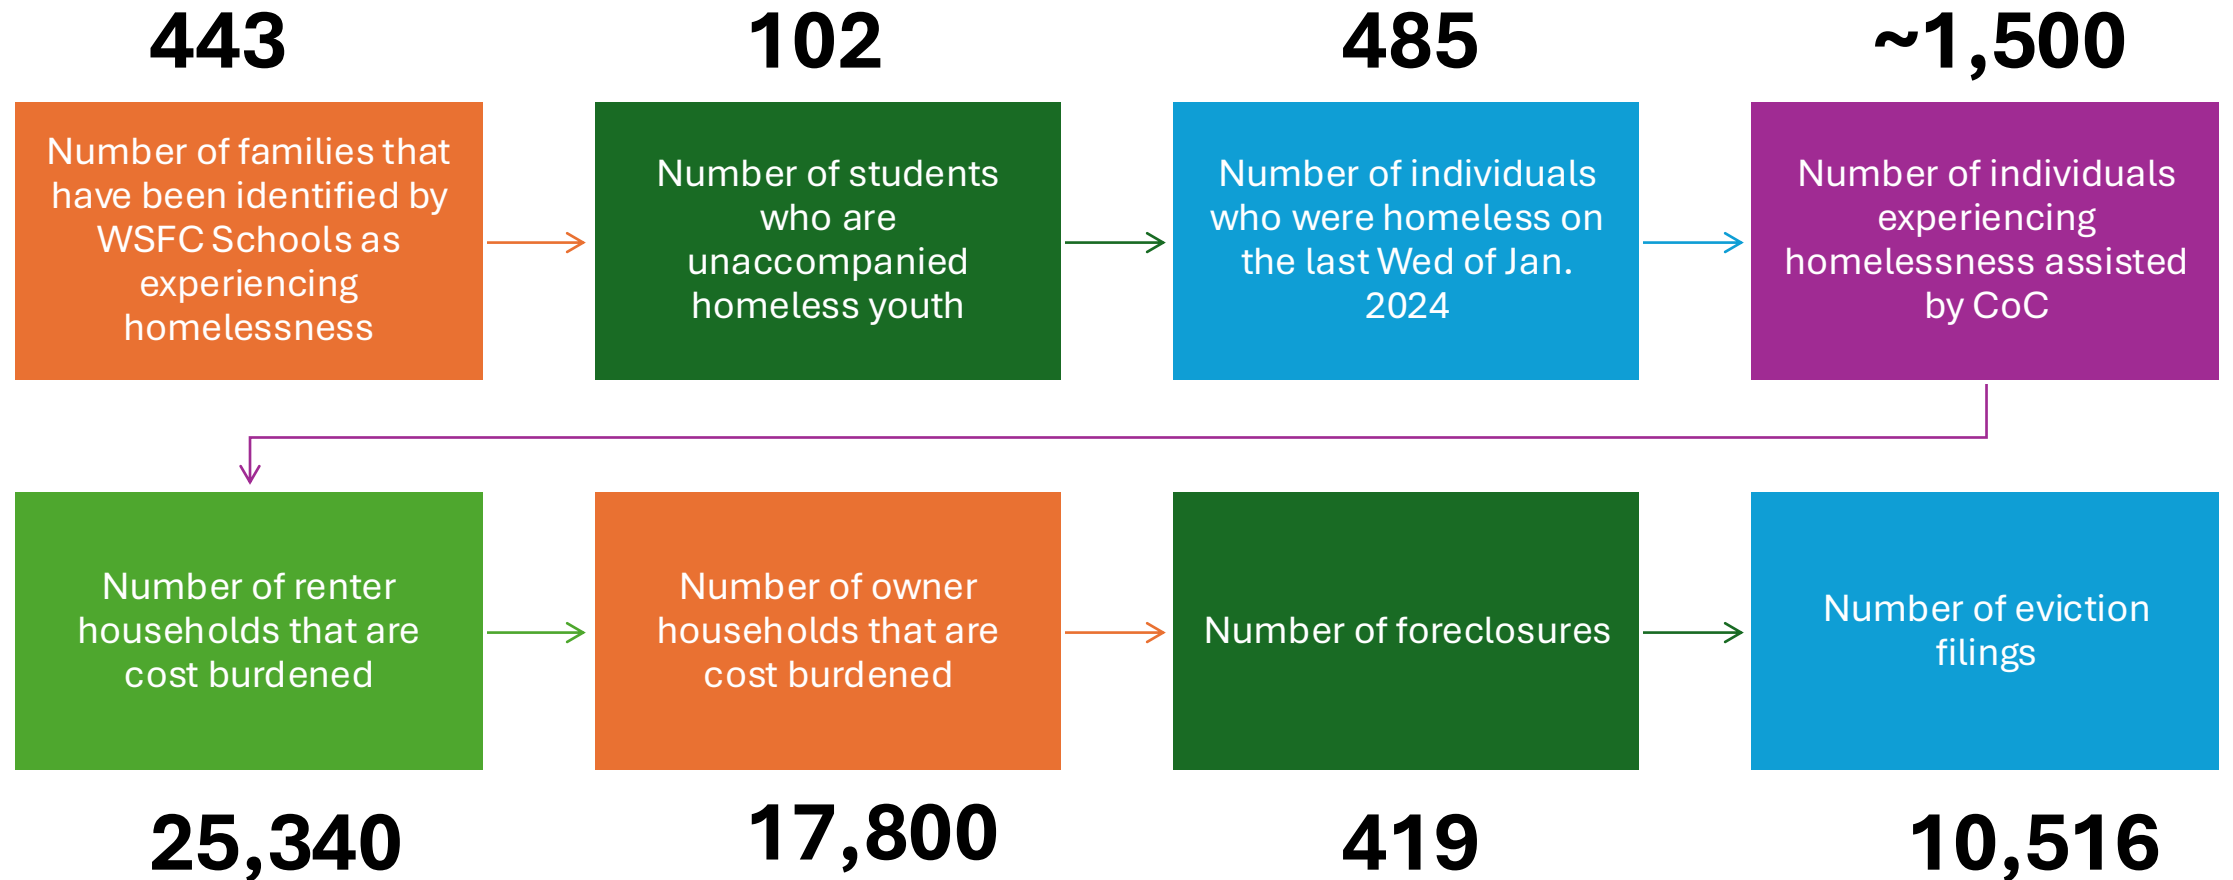 443
102
485
~1,500
Number of families that
have been identified by
WSFC Schools as
experiencing
homelessness
Number of students
who are
unaccompanied
homeless youth
Number of individuals
who were homeless on
the last Wed of Jan.
2024
Number of individuals
experiencing
homelessness assisted
by CoC
Number of renter
households that are
cost burdened
Number of owner
households that are
cost burdened
Number of foreclosures
Number of eviction
filings
25,340
17,800
419
10,516